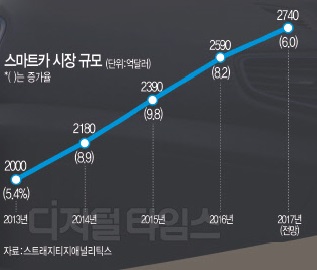 스마트카 시장 규모 (단위:억달러)
*( )는 증가율
2000
(5.4%)
2180
(8.9)
2390
(9.8)
2590
(8.2)
2740
(6.0)
2013년
2014년
2015년
2016년
2017년
(전망)
디지털타임스
자료:스트래티지애널리틱스